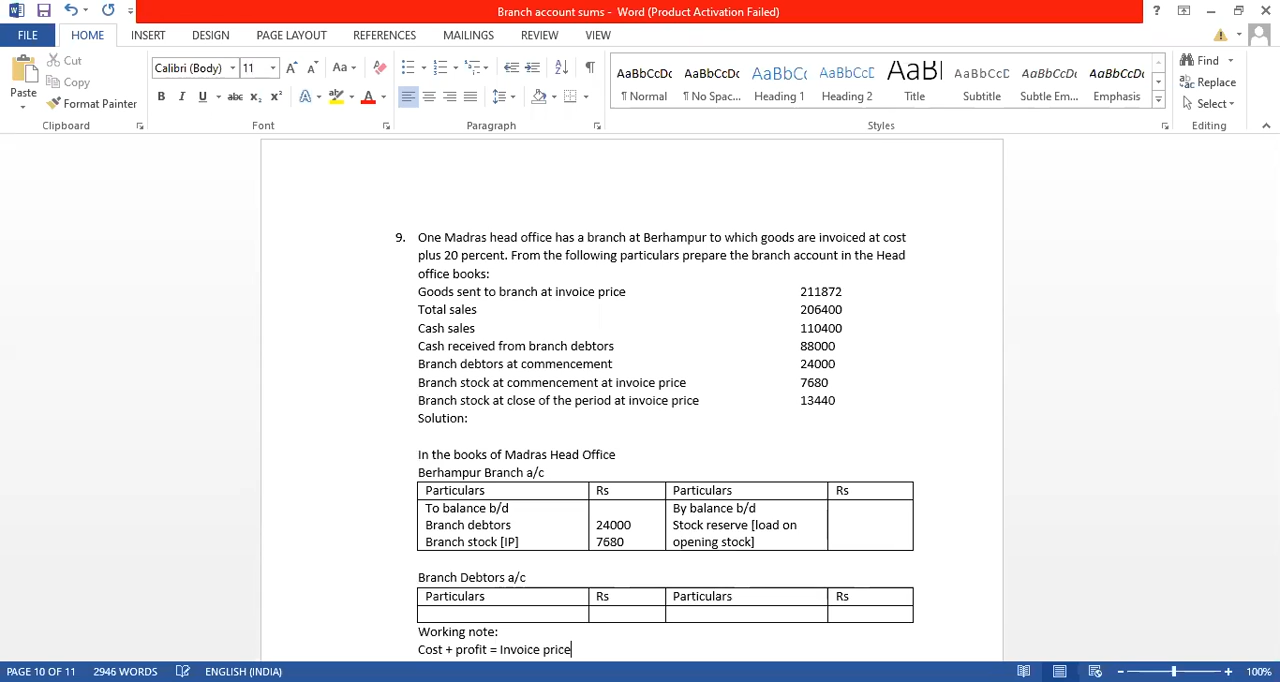 Branch account sums - Word (Product Activation Failed)
FILE HOME INSERT DESIGN PAGE LAYOUT REFERENCES MAILINGS REVIEW VIEW
Paste
Cut
Copy
Format Painter
Clipboard
Calibri (Body) 11
Font
Paragraph
AaBbCcDc AaBbCcDc AaBbCc AaBbCcD AaBl AaBbCcD AaBbCcDc AaBbCcDc
¶ Normal ¶ No Spac... Heading 1 Heading 2 Title Subtitle Subtle Em... Emphasis
Styles
Find
Replace
Select
Editing
9. One Madras head office has a branch at Berhampur to which goods are invoiced at cost
plus 20 percent. From the following particulars prepare the branch account in the Head
office books:
Goods sent to branch at invoice price 211872
Total sales 206400
Cash sales 110400
Cash received from branch debtors 88000
Branch debtors at commencement 24000
Branch stock at commencement at invoice price 7680
Branch stock at close of the period at invoice price 13440
Solution:
In the books of Madras Head Office
Berhampur Branch a/c
Particulars Rs Particulars Rs
To balance b/d By balance b/d
Branch debtors 24000 Stock reserve [load on
Branch stock [IP] 7680 opening stock]
Branch Debtors a/c
Particulars Rs Particulars Rs
Working note:
Cost + profit = Invoice price
PAGE 10 OF 11 2946 WORDS ENGLISH (INDIA) 100%